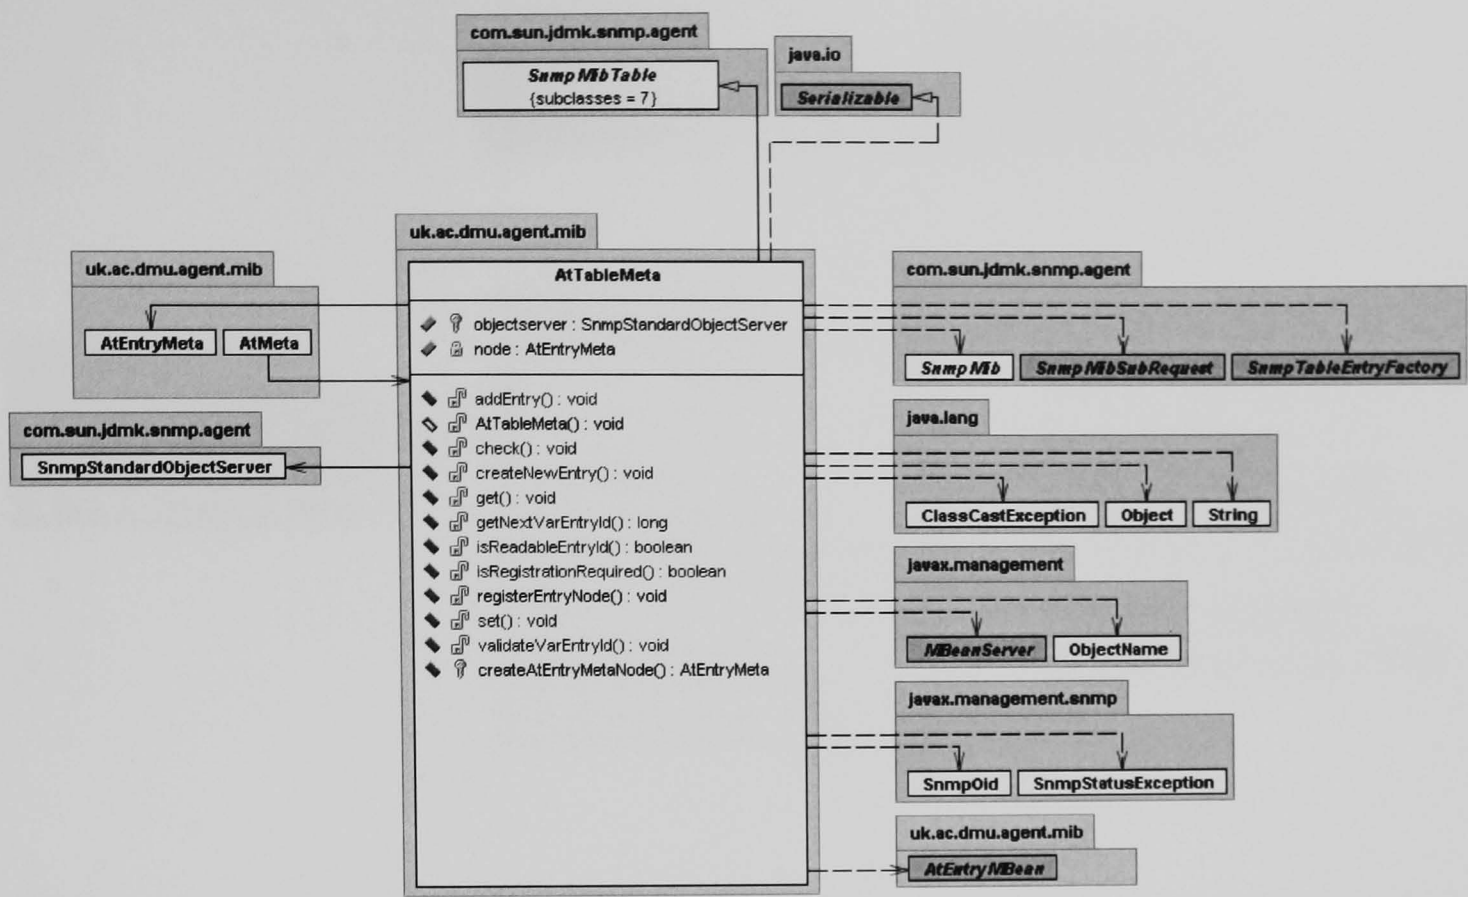 com.sun.jdmk.snmp.agent
SnmpMibTable
{subclasses = 7}
java.io
Serializable
uk.ac.dmu.agent.mib
AtTableMeta
objectserver : SnmpStandardObjectServer
node : AtEntryMeta
addEntry() : void
AtTableMeta() : void
check() : void
createNewEntry() : void
get() : void
getNextVarEntryId() : long
isReadableEntryId() : boolean
isRegistrationRequired() : boolean
registerEntryNode() : void
set() : void
validateVarEntryId() : void
createAtEntryMetaNode() : AtEntryMeta
uk.ac.dmu.agent.mib
AtEntryMeta AtMeta
com.sun.jdmk.snmp.agent
SnmpStandardObjectServer
com.sun.jdmk.snmp.agent
SnmpMib SnmpMibSubRequest SnmpTableEntryFactory
java.lang
ClassCastException Object String
javax.management
MBeanServer ObjectName
javax.management.snmp
SnmpOid SnmpStatusException
uk.ac.dmu.agent.mib
AtEntryMBean